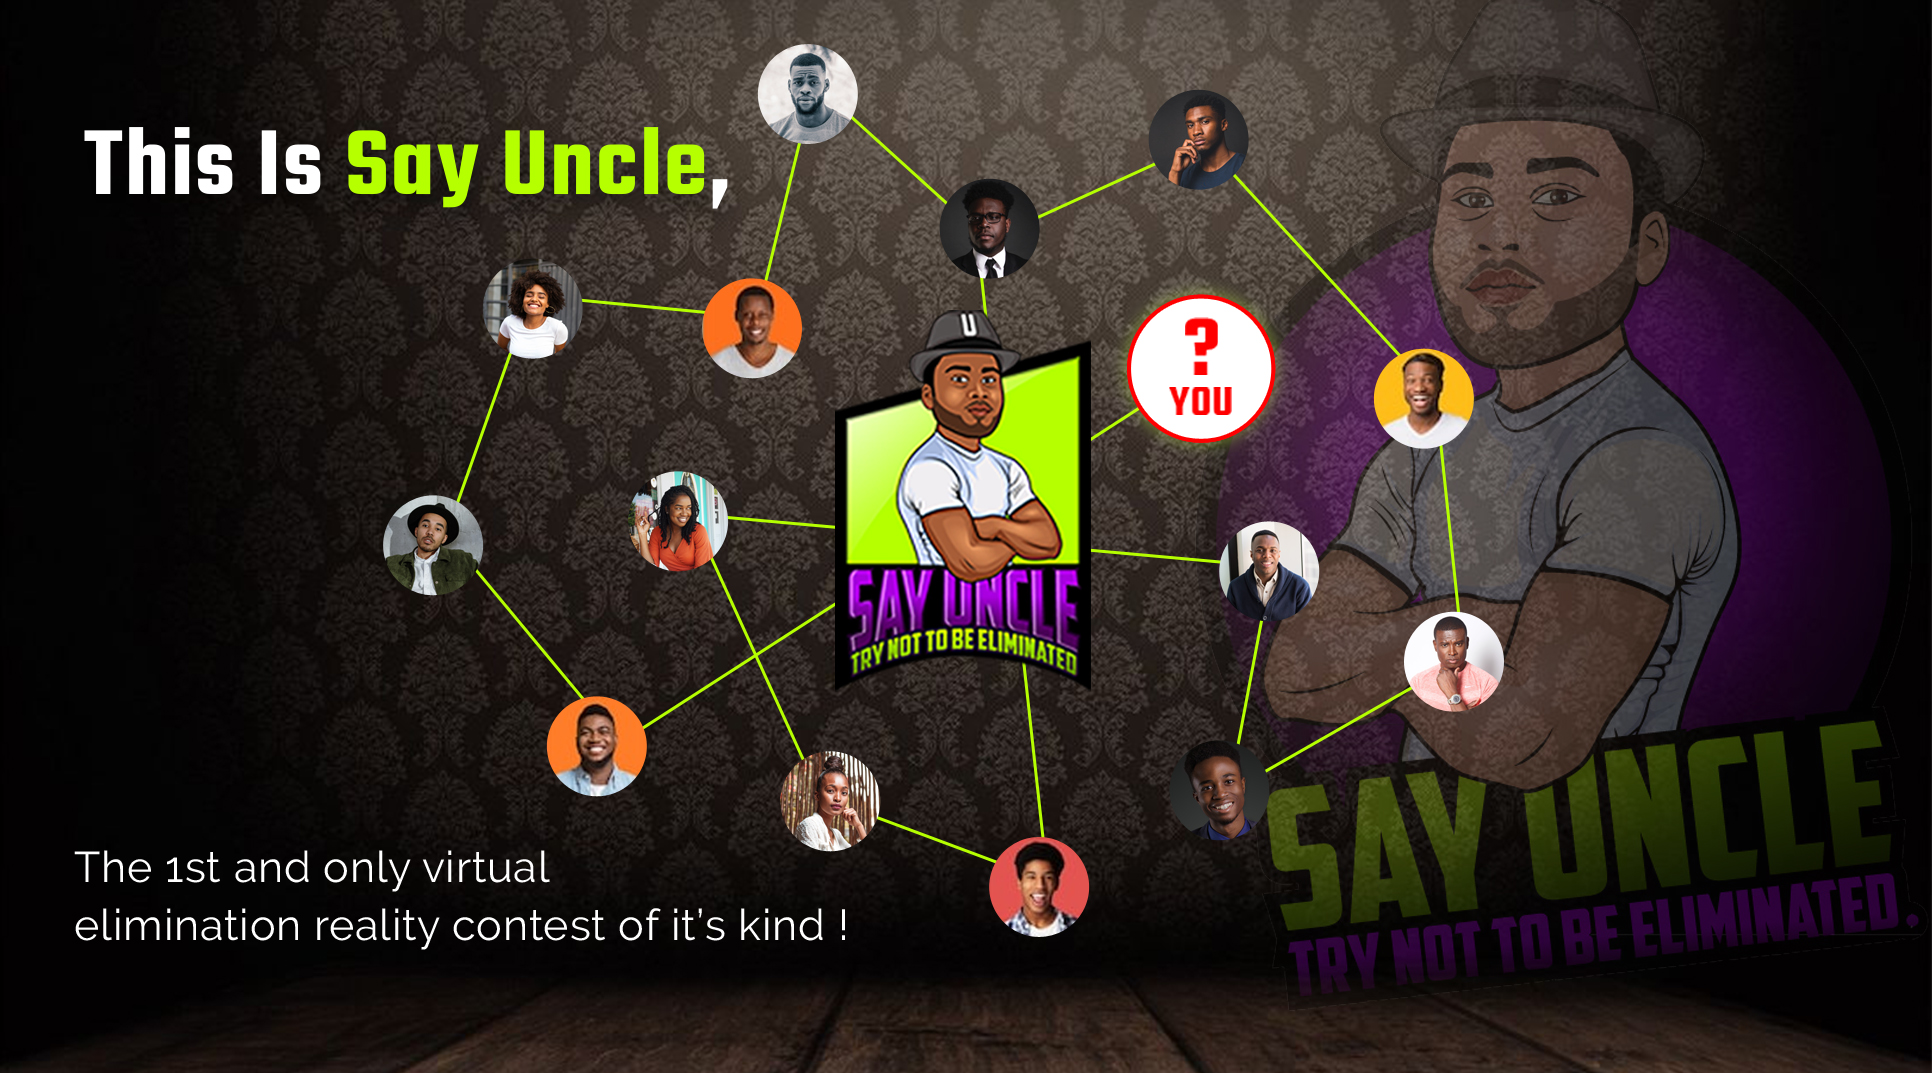 This Is Say Uncle,
U
?
YOU
SAY UNCLE
TRY NOT TO BE ELIMINATED
SAY UNCLE
TRY NOT TO BE ELIMINATED.
The 1st and only virtual
elimination reality contest of it’s kind !